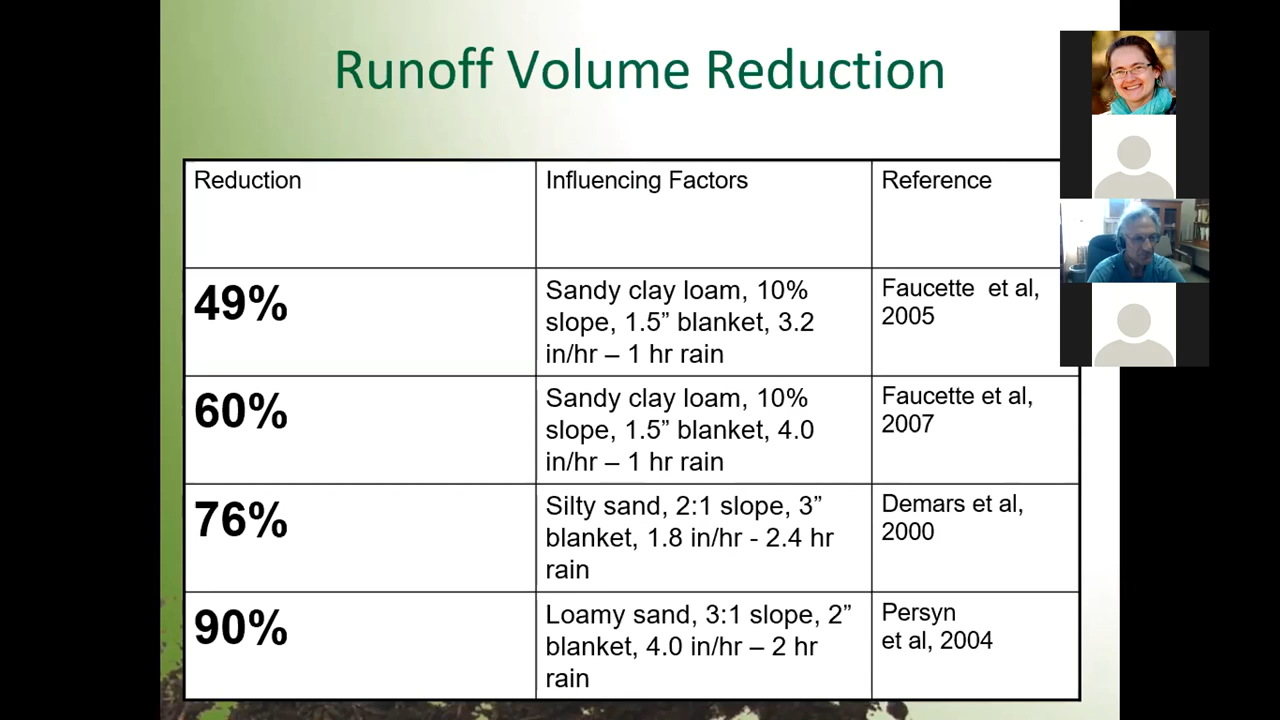 Runoff Volume Reduction
Reduction
Influencing Factors
Reference
49%
Sandy clay loam, 10%
slope, 1.5” blanket, 3.2
in/hr – 1 hr rain
Faucette  et al,
2005
60%
Sandy clay loam, 10%
slope, 1.5” blanket, 4.0
in/hr – 1 hr rain
Faucette et al,
2007
76%
Silty sand, 2:1 slope, 3”
blanket, 1.8 in/hr - 2.4 hr
rain
Demars et al,
2000
90%
Loamy sand, 3:1 slope, 2”
blanket, 4.0 in/hr – 2 hr
rain
Persyn
et al, 2004